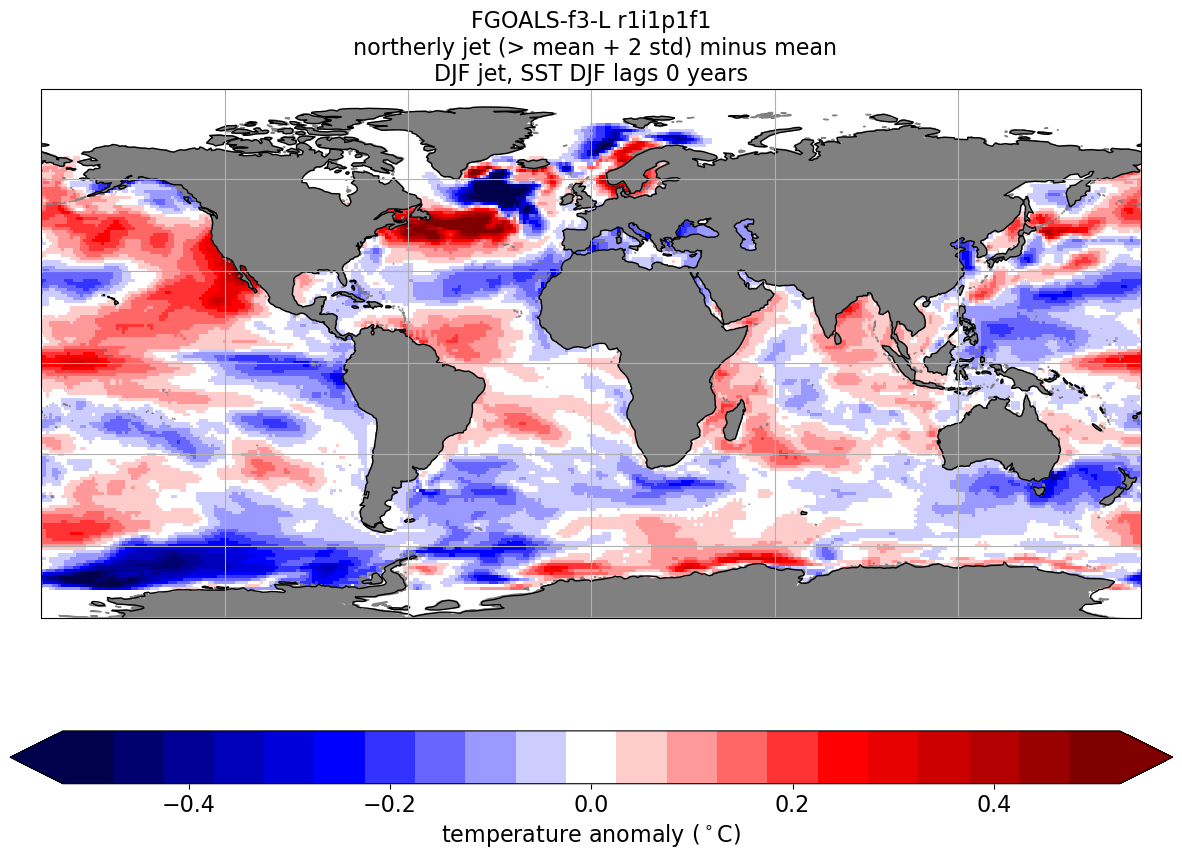 FGOALS-f3-L r1i1p1f1
northerly jet (> mean + 2 std) minus mean
DJF jet, SST DJF lags 0 years
−0.4 −0.2 0.0 0.2 0.4
temperature anomaly (°C)